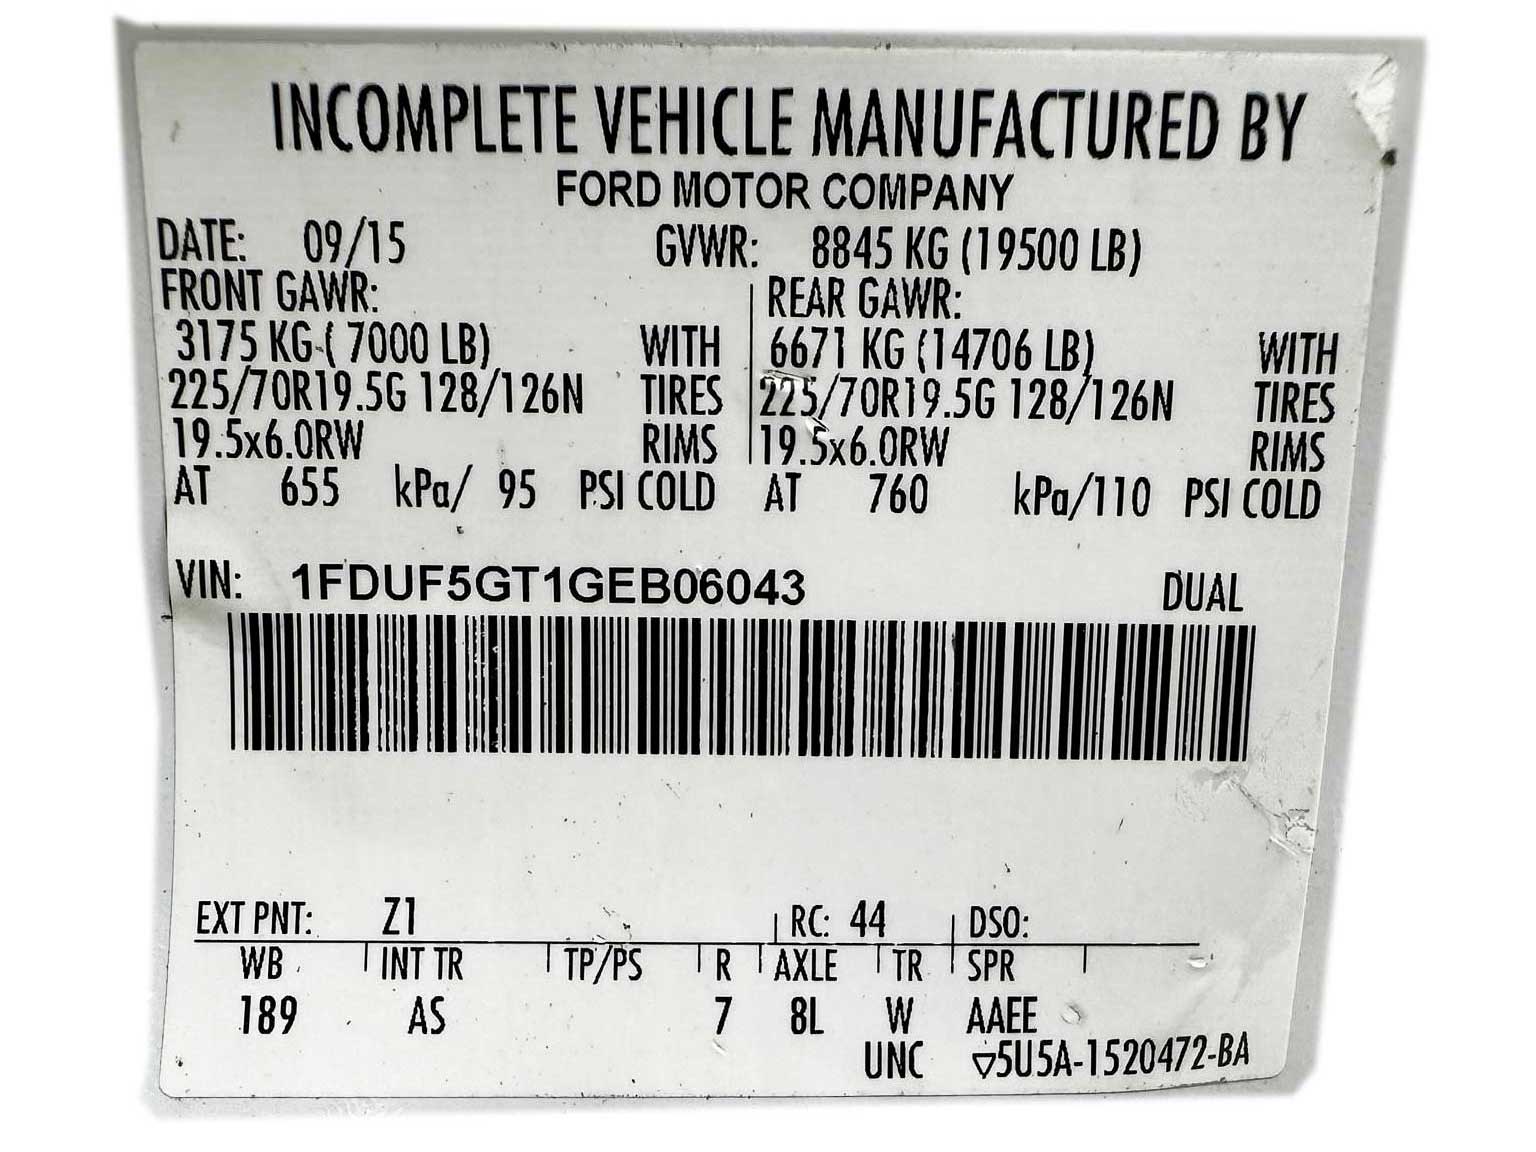 INCOMPLETE VEHICLE MANUFACTURED BY
FORD MOTOR COMPANY
DATE: 09/15 GVWR: 8845 KG (19500 LB)
FRONT GAWR: REAR GAWR:
3175 KG ( 7000 LB) WITH 6671 KG (14706 LB) WITH
225/70R19.5G 128/126N TIRES 225/70R19.5G 128/126N TIRES
19.5x6.0RW RIMS 19.5x6.0RW RIMS
AT 655 kPa/ 95 PSI COLD AT 760 kPa/110 PSI COLD
VIN: 1FDUF5GT1GEB06043 DUAL
EXT PNT: Z1 RC: 44 DSO:
WB INT TR TP/PS R AXLE TR SPR
189 AS 7 8L W AAEE
UNC ▽5U5A-1520472-BA